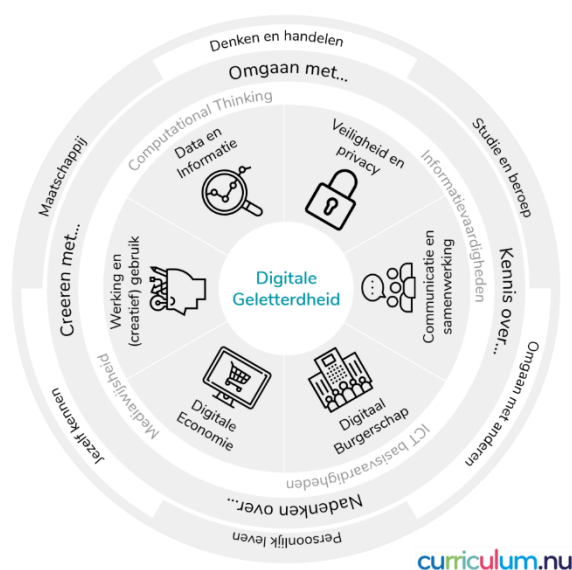 Denken en handelen
Omgaan met...
Computational Thinking
Data en
Informatie
Veiligheid en
privacy
Studie en beroep
Informatievaardigheden
Maatschappij
Creeren met...
Werking en
(creatief) gebruik
Digitale
Geletterdheid
Communicatie en
samenwerking
Kennis over...
Omgaan met anderen
Jezelf kennen
Mediawijsheid
Digitale
Economie
Digitaal
Burgerschap
ICT basisvaardigheden
Nadenken over...
Persoonlijk leven
curriculum.nu